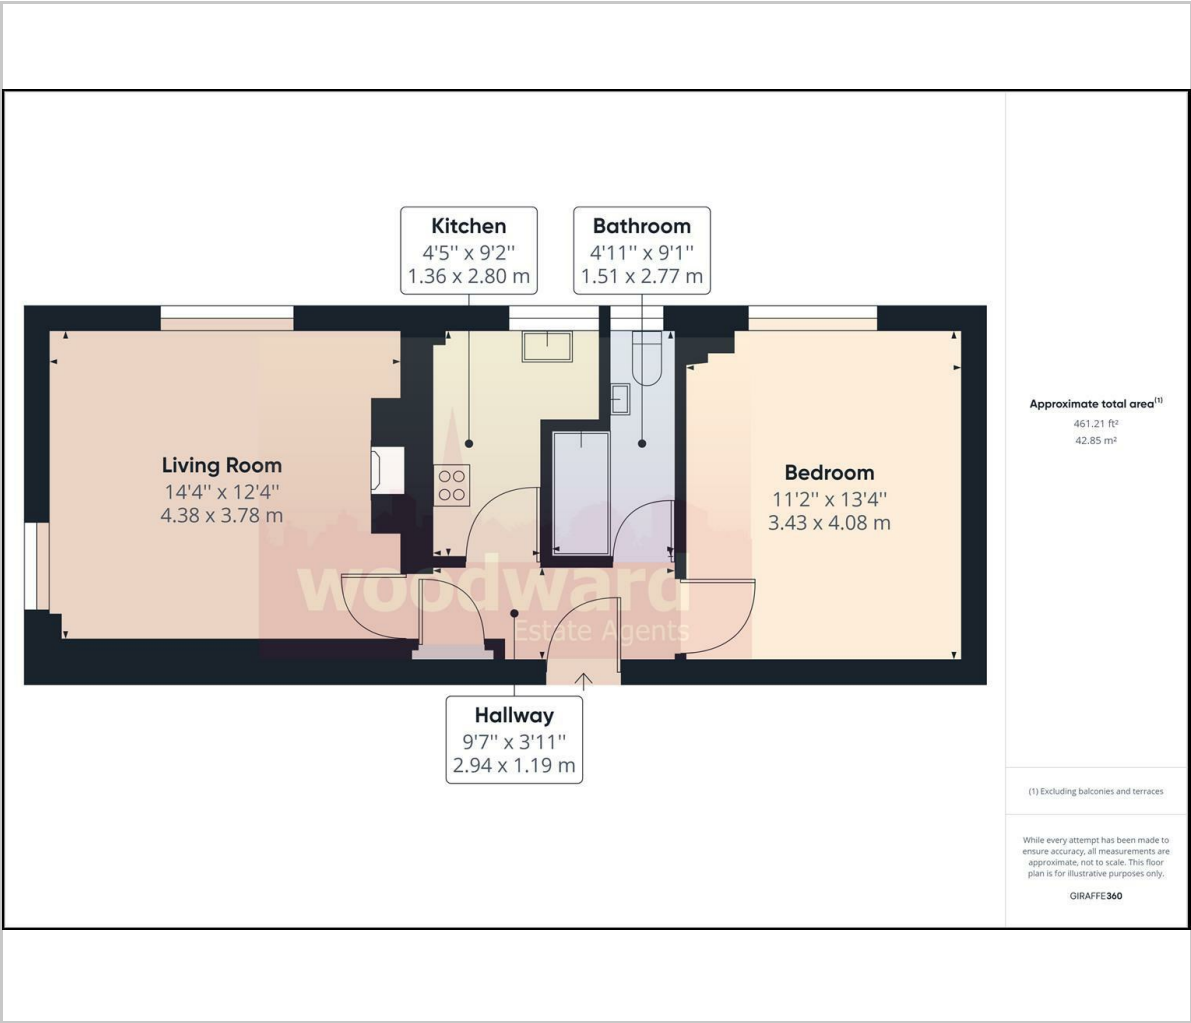 Kitchen
4'5'' x 9'2''
1.36 x 2.80 m
Bathroom
4'11'' x 9'1''
1.51 x 2.77 m
Living Room
14'4'' x 12'4''
4.38 x 3.78 m
Bedroom
11'2'' x 13'4''
3.43 x 4.08 m
woodward
Estate Agents
Hallway
9'7'' x 3'11''
2.94 x 1.19 m
Approximate total area(1)
461.21 ft²
42.85 m²
(1) Excluding balconies and terraces
While every attempt has been made to
ensure accuracy, all measurements are
approximate, not to scale. This floor
plan is for illustrative purposes only.
GIRAFFE360